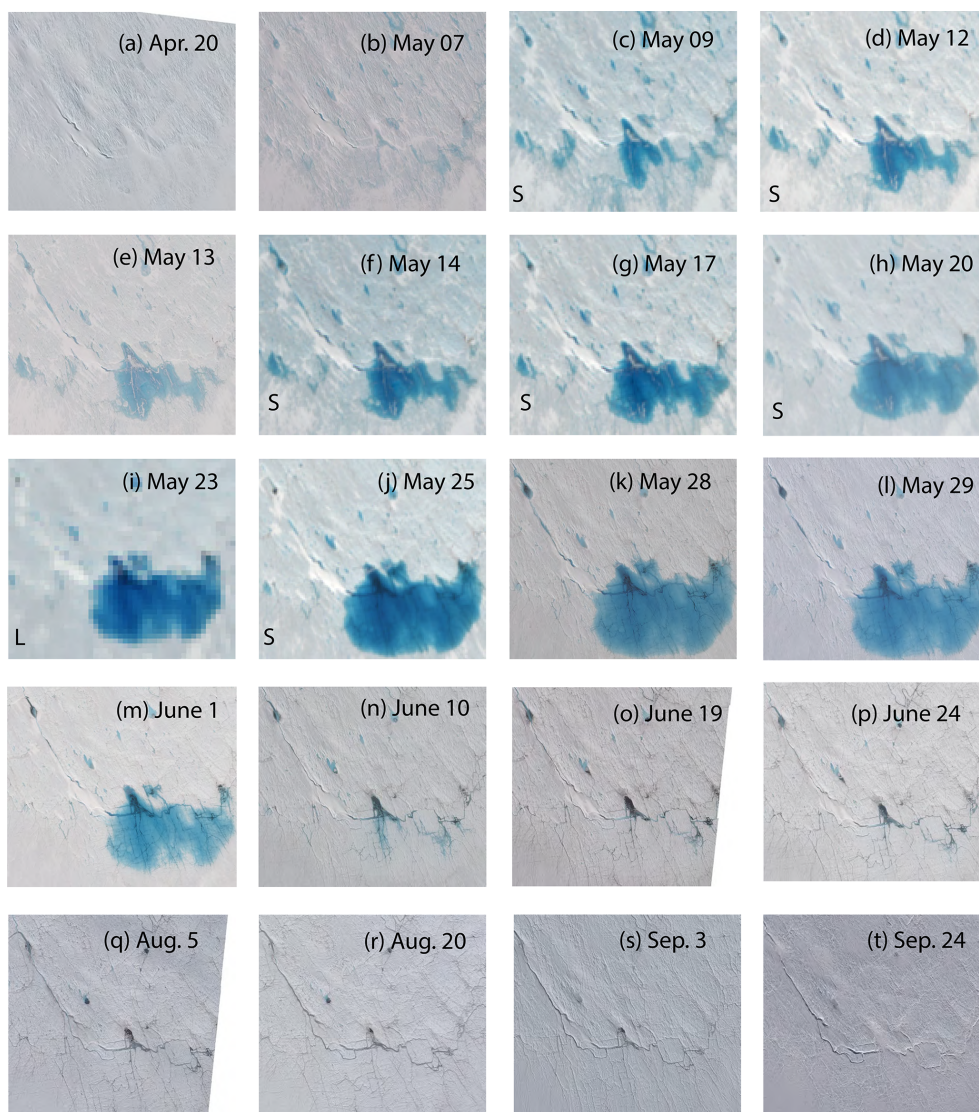 (a) Apr. 20
(b) May 07
(c) May 09
S
(d) May 12
S
(e) May 13
(f) May 14
S
(g) May 17
S
(h) May 20
S
(i) May 23
L
(j) May 25
S
(k) May 28
(l) May 29
(m) June 1
(n) June 10
(o) June 19
(p) June 24
(q) Aug. 5
(r) Aug. 20
(s) Sep. 3
(t) Sep. 24